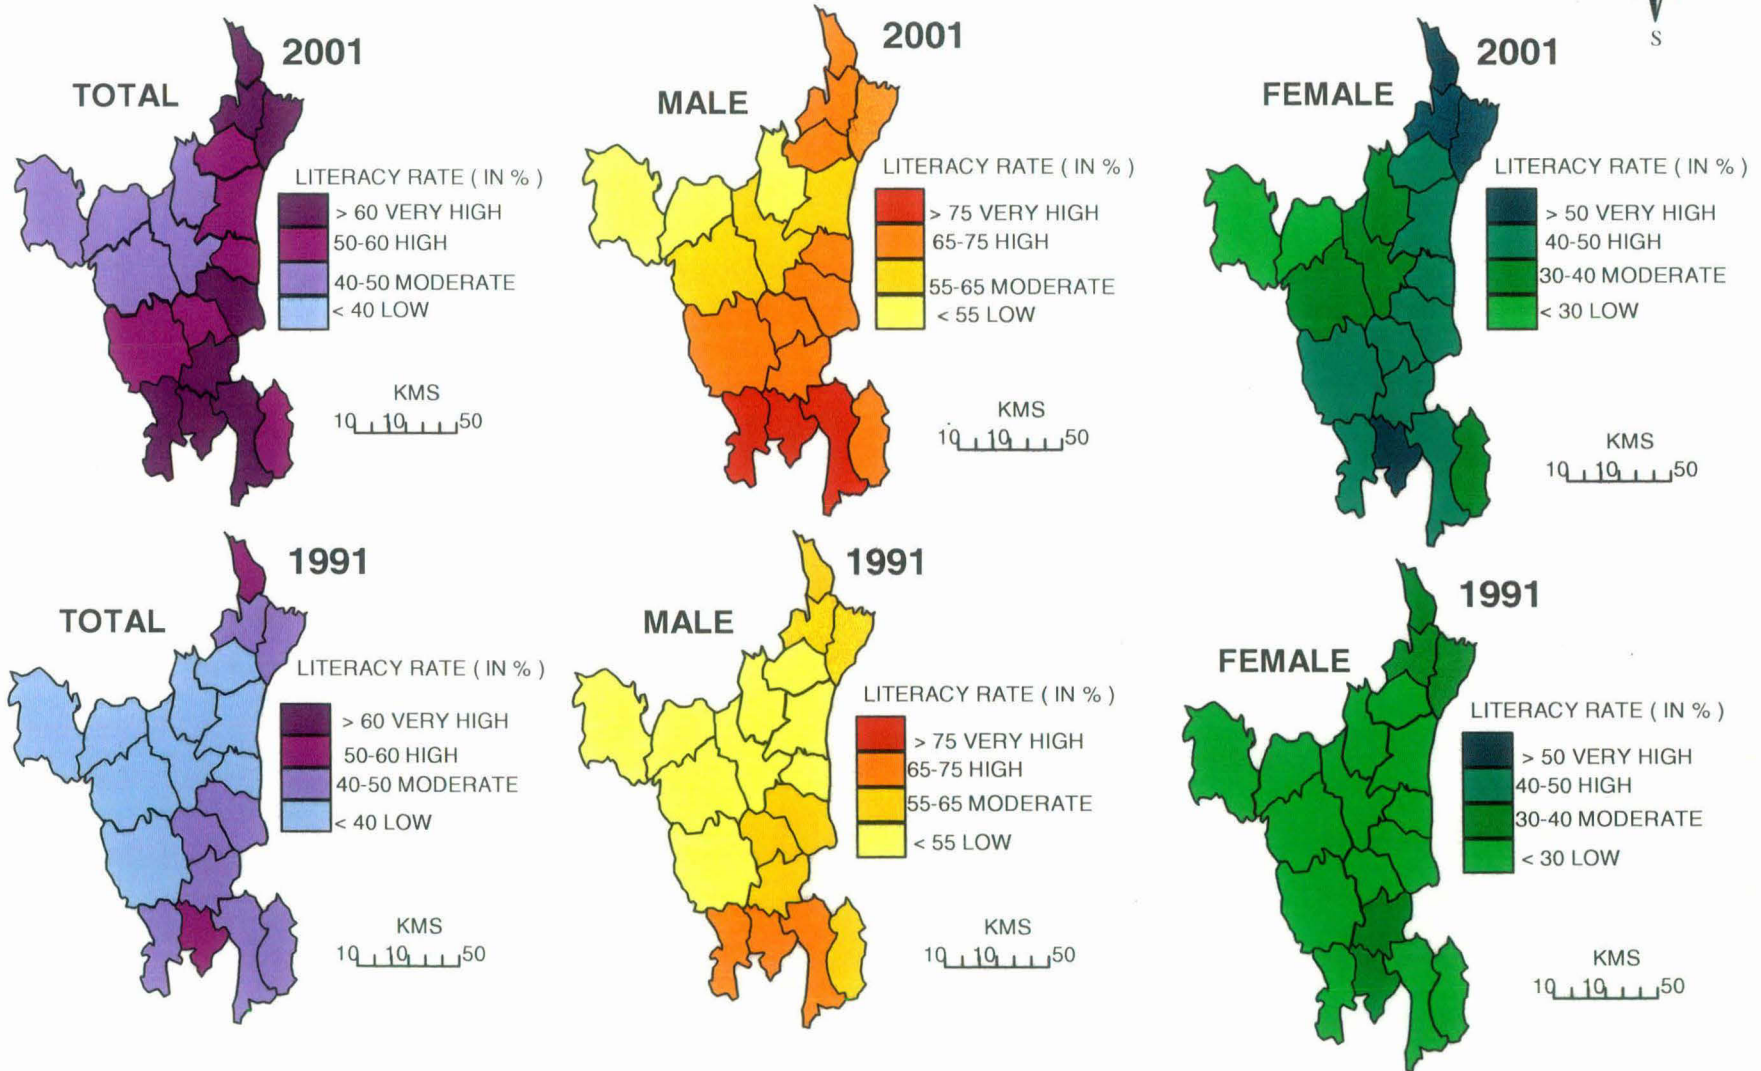 S
2001
TOTAL
LITERACY RATE ( IN % )
> 60 VERY HIGH
50-60 HIGH
40-50 MODERATE
< 40 LOW
KMS
10 10 50
2001
MALE
LITERACY RATE ( IN % )
> 75 VERY HIGH
65-75 HIGH
55-65 MODERATE
< 55 LOW
KMS
10 10 50
2001
FEMALE
LITERACY RATE ( IN % )
> 50 VERY HIGH
40-50 HIGH
30-40 MODERATE
< 30 LOW
KMS
10 10 50
1991
TOTAL
LITERACY RATE ( IN % )
> 60 VERY HIGH
50-60 HIGH
40-50 MODERATE
< 40 LOW
KMS
10 10 50
1991
MALE
LITERACY RATE ( IN % )
> 75 VERY HIGH
65-75 HIGH
55-65 MODERATE
< 55 LOW
KMS
10 10 50
1991
FEMALE
LITERACY RATE ( IN % )
> 50 VERY HIGH
40-50 HIGH
30-40 MODERATE
< 30 LOW
KMS
10 10 50